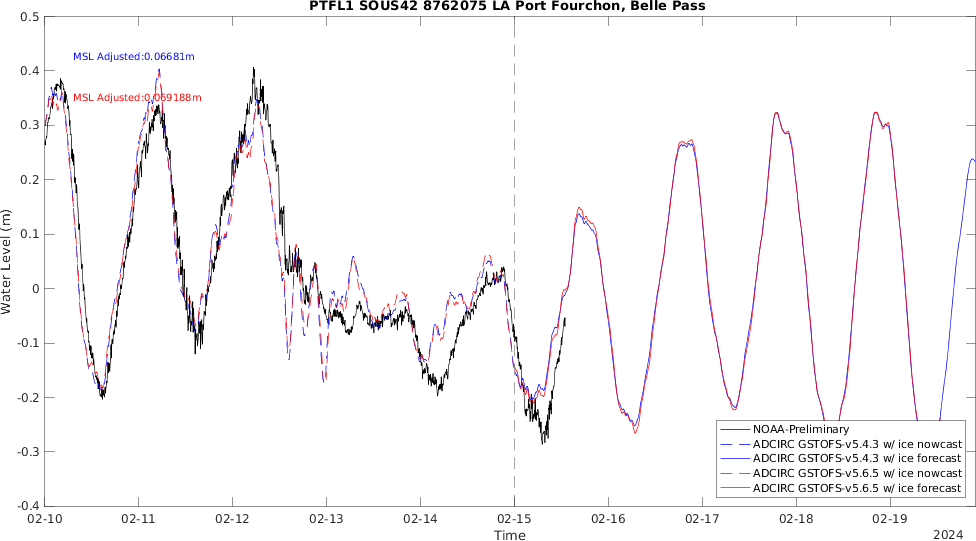 PTFL1 SOUS42 8762075 LA Port Fourchon, Belle Pass
0.5
0.4
0.3
0.2
0.1
0
-0.1
-0.2
-0.3
-0.4
Water Level (m)
MSL Adjusted:0.06681m
MSL Adjusted:0.069188m
NOAA-Preliminary
ADCIRC GSTOFS-v5.4.3 w/ ice nowcast
ADCIRC GSTOFS-v5.4.3 w/ ice forecast
ADCIRC GSTOFS-v5.6.5 w/ ice nowcast
ADCIRC GSTOFS-v5.6.5 w/ ice forecast
02-10 02-11 02-12 02-13 02-14 02-15 02-16 02-17 02-18 02-19
Time
2024